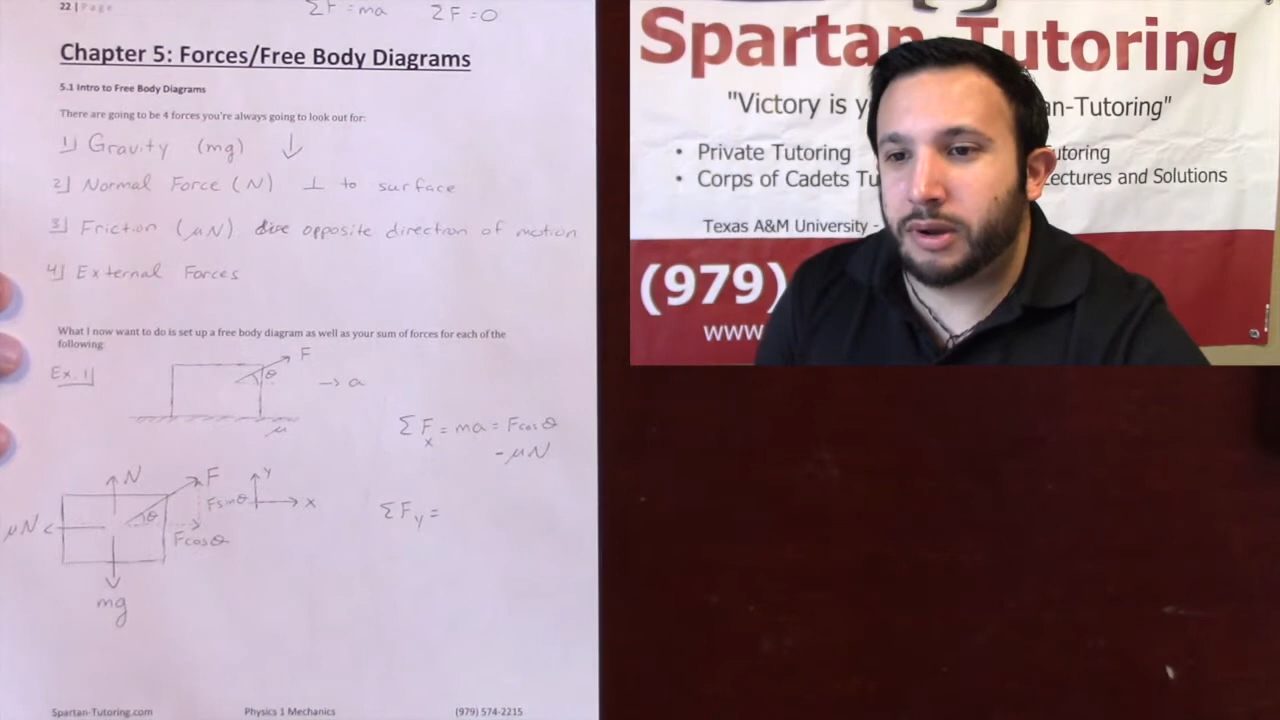 22 | Page
ΣF = ma ΣF = 0
Chapter 5: Forces/Free Body Diagrams
5.1 Intro to Free Body Diagrams
There are going to be 4 forces you're always going to look out for:
1) Gravity (mg) ↓
2) Normal Force (N) ⊥ to surface
3) Friction (μN) opposite direction of motion
4) External Forces
What I now want to do is set up a free body diagram as well as your sum of forces for each of the
following:
Ex. 1
F
θ
→ a
μ
ΣFx = ma = Fcosθ
- μN
N
F
y
Fsinθ
x
θ
μN
Fcosθ
ΣFy =
mg
Spartan-Tutoring.com Physics 1 Mechanics (979) 574-2215
Spartan-Tutoring
"Victory is y an-Tutoring"
• Private Tutoring utoring
• Corps of Cadets Tu ectures and Solutions
Texas A&M University -
(979)
www.